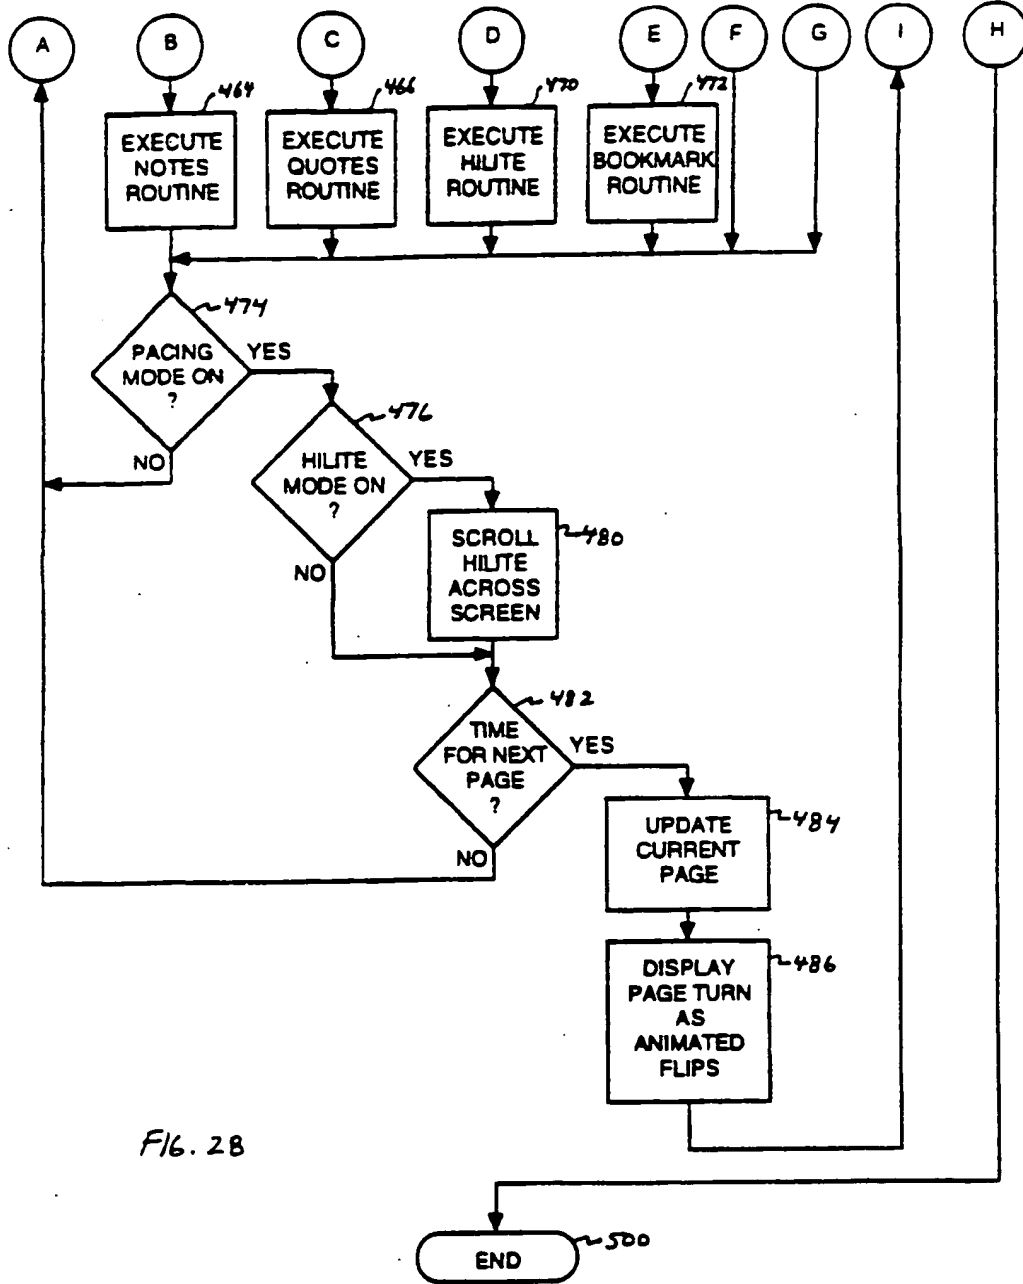 A B C D E F G I H
464
466
470
472
EXECUTE
NOTES
ROUTINE
EXECUTE
QUOTES
ROUTINE
EXECUTE
HILITE
ROUTINE
EXECUTE
BOOKMARK
ROUTINE
474
PACING
MODE ON
?
YES
NO
476
HILITE
MODE ON
?
YES
NO
480
SCROLL
HILITE
ACROSS
SCREEN
482
TIME
FOR NEXT
PAGE
?
YES
NO
484
UPDATE
CURRENT
PAGE
486
DISPLAY
PAGE TURN
AS
ANIMATED
FLIPS
FIG. 2B
END
500